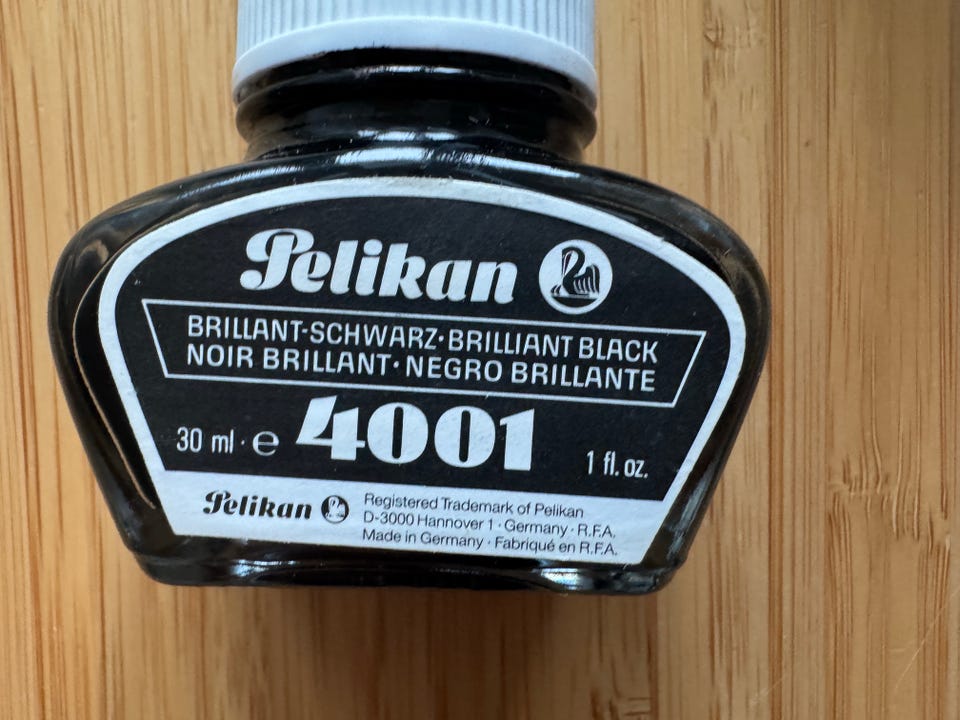 Pelikan
BRILLANT-SCHWARZ·BRILLIANT BLACK
NOIR BRILLANT·NEGRO BRILLANTE
30 ml · ℮ 4001 1 fl. oz.
Pelikan
Registered Trademark of Pelikan
D-3000 Hannover 1 · Germany · R.F.A.
Made in Germany · Fabriqué en R.F.A.